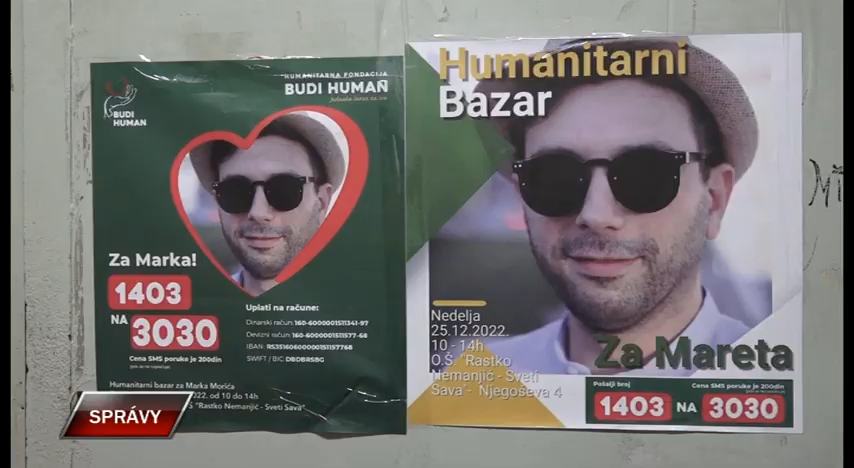 BUDI
HUMAN
HUMANITARNA FONDACIJA
BUDI HUMAN
Za Marka!
1403
NA
3030
Cena SMS poruke je 200din
Uplati na račune:
Dinarski račun: 160-6000001511341-97
Devizni račun: 160-6000001511577-68
IBAN: RS35160600000151157768
SWIFT / BIC DBDBRSBG
Humanitarni bazar za Marka Morića
2022. od 10 do 14h
Š "Rastko Nemanjić - Sveti Sava"
Humanitarni
Bazar
Nedelja
25.12.2022.
10 - 14h
O.Š. "Rastko
Nemanjić - Sveti
Sava"- Njegoševa 4
Za Mareta
Pošalji broj
Cena SMS poruke je 200din
1403 NA 3030
SPRÁVY